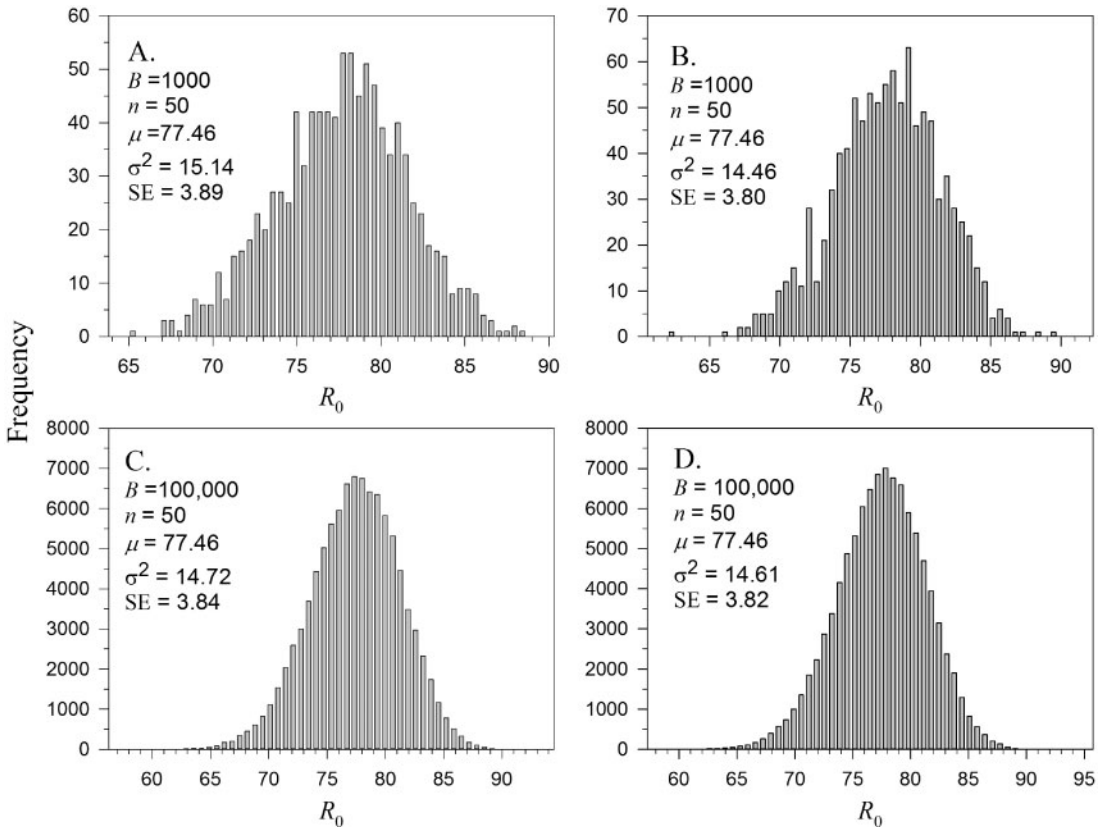 Frequency
A.
B =1000
n = 50
μ =77.46
σ² = 15.14
SE = 3.89
60
50
40
30
20
10
0
65 70 75 80 85 90
R₀
B.
B =1000
n = 50
μ = 77.46
σ² = 14.46
SE = 3.80
70
60
50
40
30
20
10
0
65 70 75 80 85 90
R₀
C.
B =100,000
n = 50
μ = 77.46
σ² = 14.72
SE = 3.84
8000
7000
6000
5000
4000
3000
2000
1000
0
60 70 80 90
R₀
D.
B = 100,000
n = 50
μ = 77.46
σ² = 14.61
SE = 3.82
8000
7000
6000
5000
4000
3000
2000
1000
0
60 65 70 75 80 85 90 95
R₀